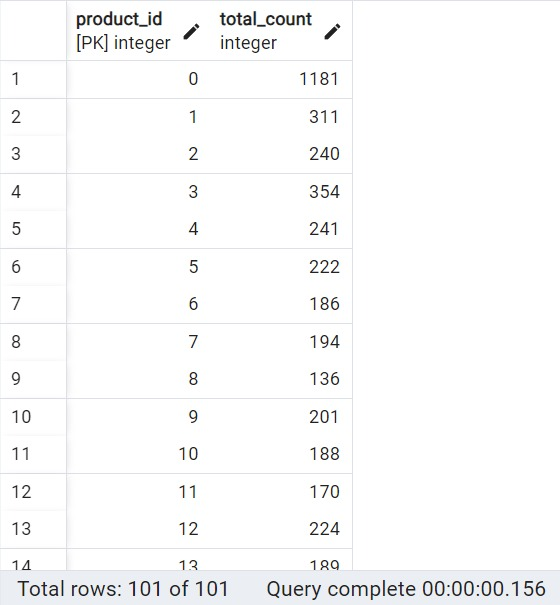 product_id total_count
[PK] integer integer
1 0 1181
2 1 311
3 2 240
4 3 354
5 4 241
6 5 222
7 6 186
8 7 194
9 8 136
10 9 201
11 10 188
12 11 170
13 12 224
14 13 189
Total rows: 101 of 101 Query complete 00:00:00.156